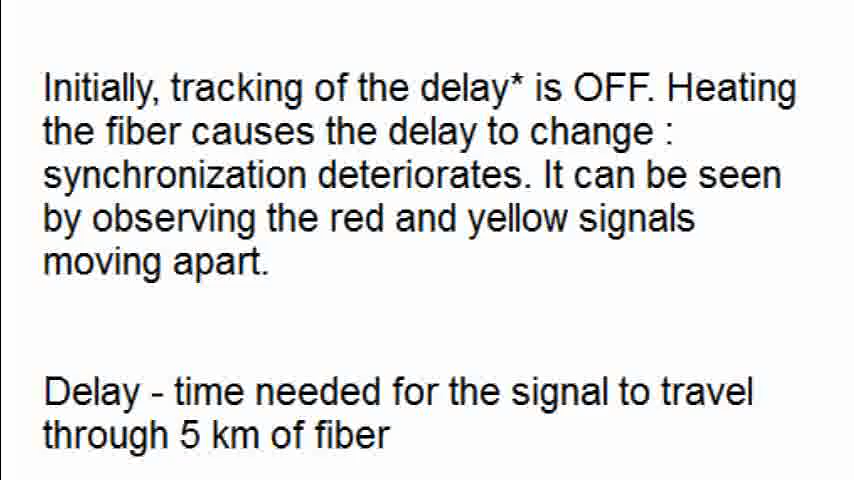 Initially, tracking of the delay* is OFF. Heating
the fiber causes the delay to change :
synchronization deteriorates. It can be seen
by observing the red and yellow signals
moving apart.
Delay - time needed for the signal to travel
through 5 km of fiber